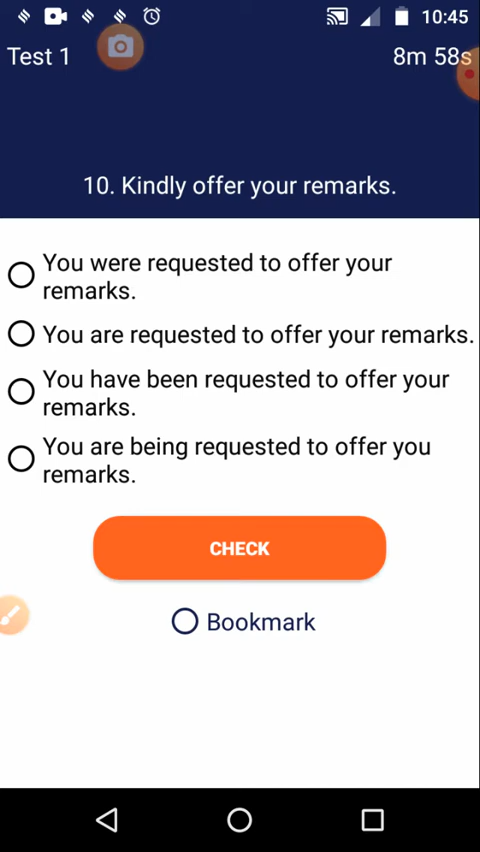 10:45
Test 1
8m 58s
10. Kindly offer your remarks.
You were requested to offer your
remarks.
You are requested to offer your remarks.
You have been requested to offer your
remarks.
You are being requested to offer you
remarks.
CHECK
Bookmark